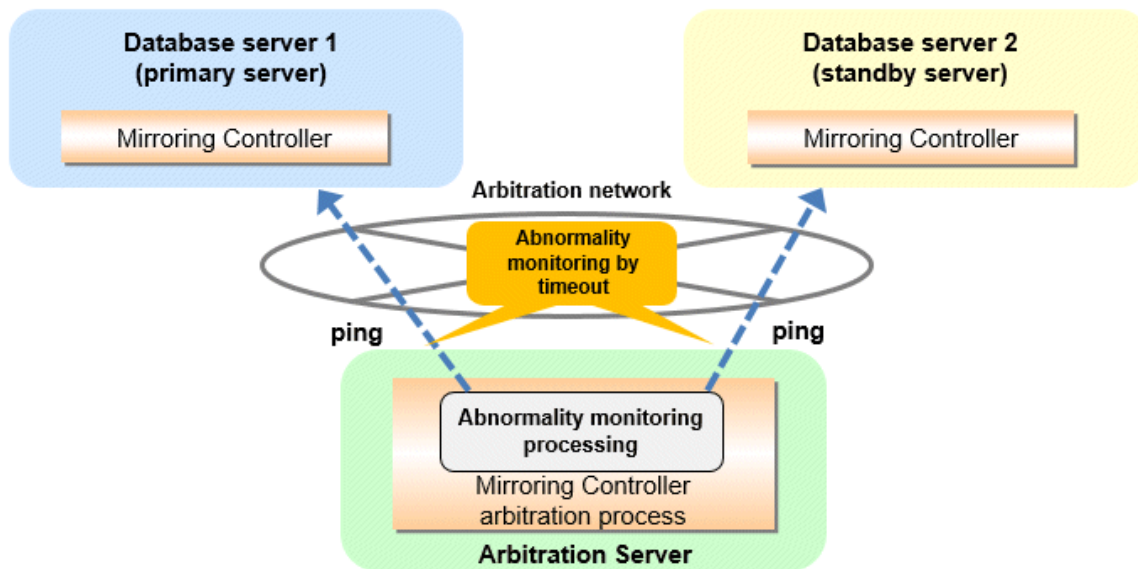 Database server 1
(primary server)
Mirroring Controller
Database server 2
(standby server)
Mirroring Controller
Arbitration network
Abnormality
monitoring by
timeout
ping
ping
Abnormality monitoring
processing
Mirroring Controller
arbitration process
Arbitration Server